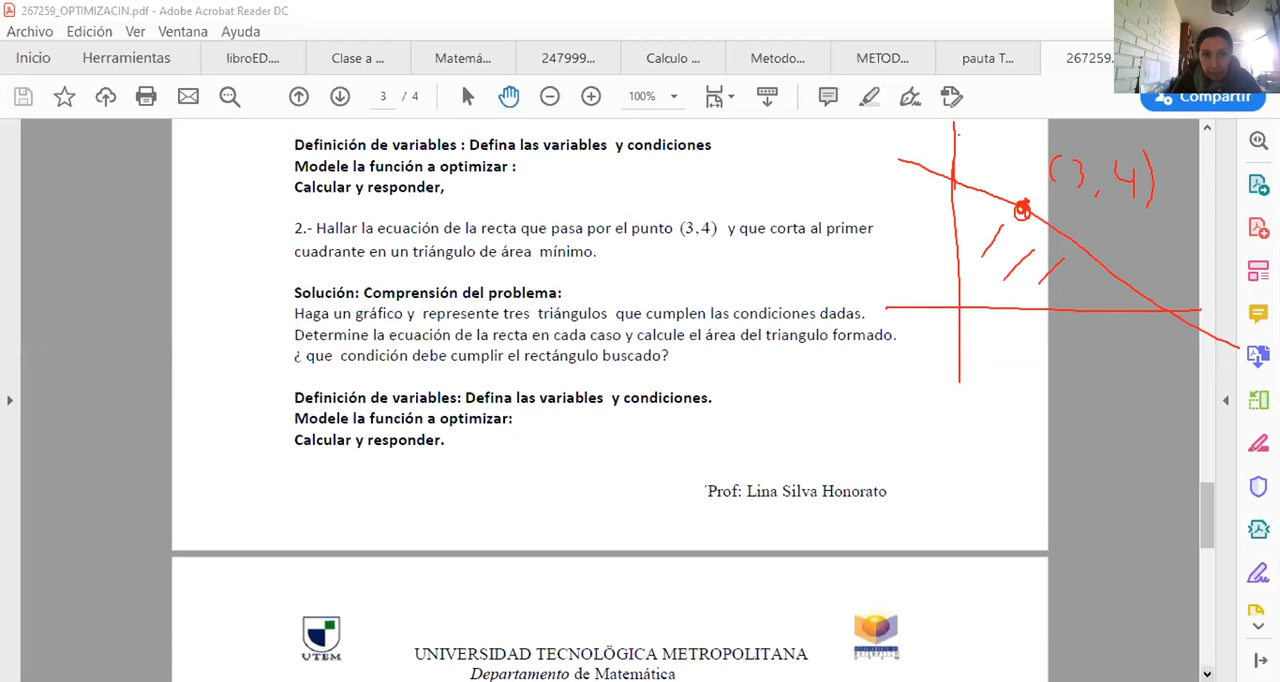 267259_OPTIMIZACIN.pdf - Adobe Acrobat Reader DC
Archivo Edición Ver Ventana Ayuda
Inicio Herramientas libroED.... Clase a ... Matemá... 247999... Calculo ... Metodo... METOD... pauta T... 26725
3 / 4 100% Compartir
Definición de variables : Defina las variables y condiciones
Modele la función a optimizar :
Calcular y responder,
(3,4)
2.- Hallar la ecuación de la recta que pasa por el punto (3,4) y que corta al primer
cuadrante en un triángulo de área mínimo.
Solución: Comprensión del problema:
Haga un gráfico y represente tres triángulos que cumplen las condiciones dadas.
Determine la ecuación de la recta en cada caso y calcule el área del triangulo formado.
¿ que condición debe cumplir el rectángulo buscado?
Definición de variables: Defina las variables y condiciones.
Modele la función a optimizar:
Calcular y responder.
´Prof: Lina Silva Honorato
UTEM
UNIVERSIDAD TECNOLÖGICA METROPOLITANA
Departamento de Matemática